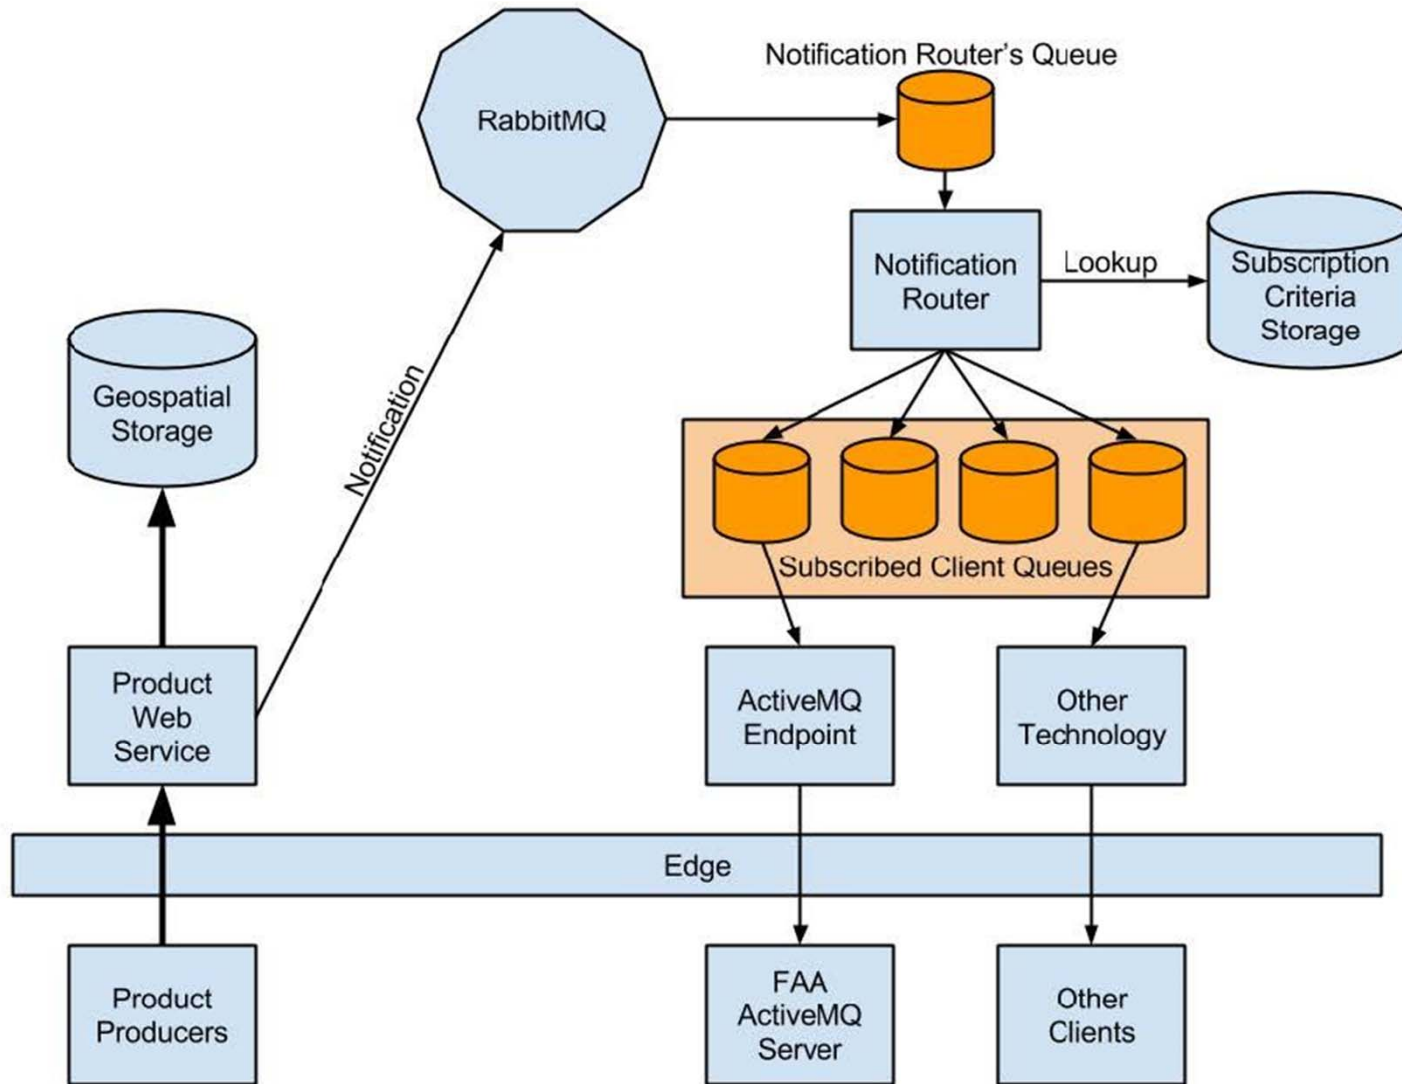 Notification Router's Queue
RabbitMQ
Notification
Router
Lookup
Subscription
Criteria
Storage
Geospatial
Storage
Notification
Subscribed Client Queues
Product
Web
Service
ActiveMQ
Endpoint
Other
Technology
Edge
Product
Producers
FAA
ActiveMQ
Server
Other
Clients